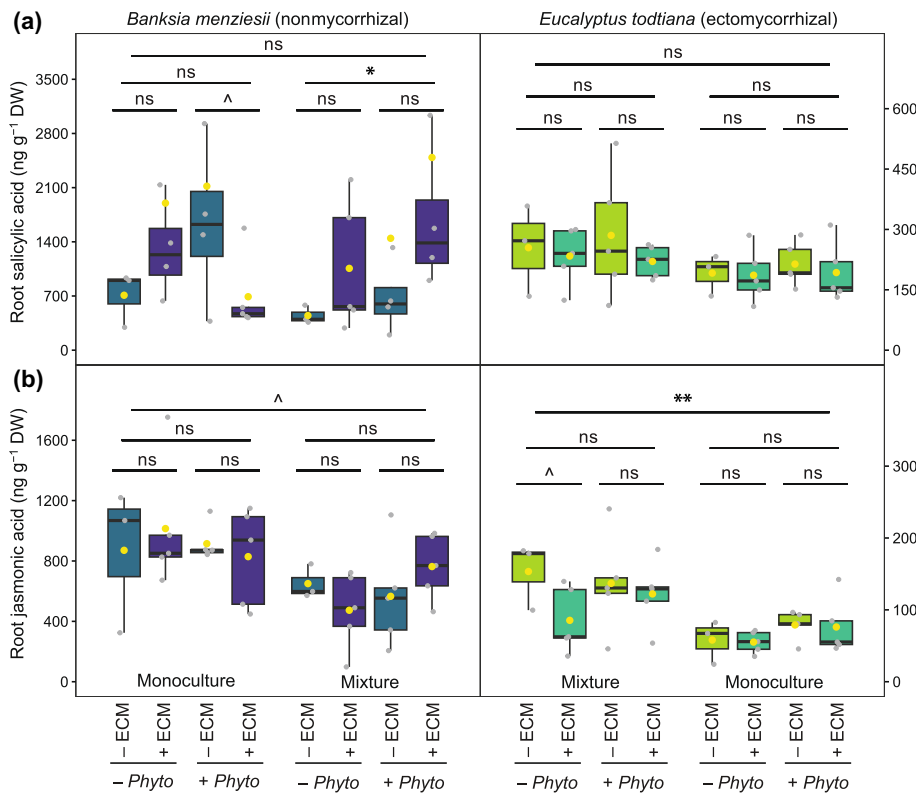 (a) Banksia menziesii (nonmycorrhizal) Eucalyptus todtiana (ectomycorrhizal)
Root salicylic acid (ng g⁻¹ DW)
3500
2800
2100
1400
700
0
ns
ns *
ns ^ ns ns
ns
ns ns
ns ns ns ns
600
450
300
150
0
(b)
Root jasmonic acid (ng g⁻¹ DW)
1600
1200
800
400
0
^
ns ns
ns ns ns ns
**
ns ns
^ ns ns ns
300
200
100
0
Monoculture Mixture Mixture Monoculture
– ECM + ECM – ECM + ECM – ECM + ECM – ECM + ECM – ECM + ECM – ECM + ECM – ECM + ECM – ECM + ECM
– Phyto + Phyto – Phyto + Phyto – Phyto + Phyto – Phyto + Phyto